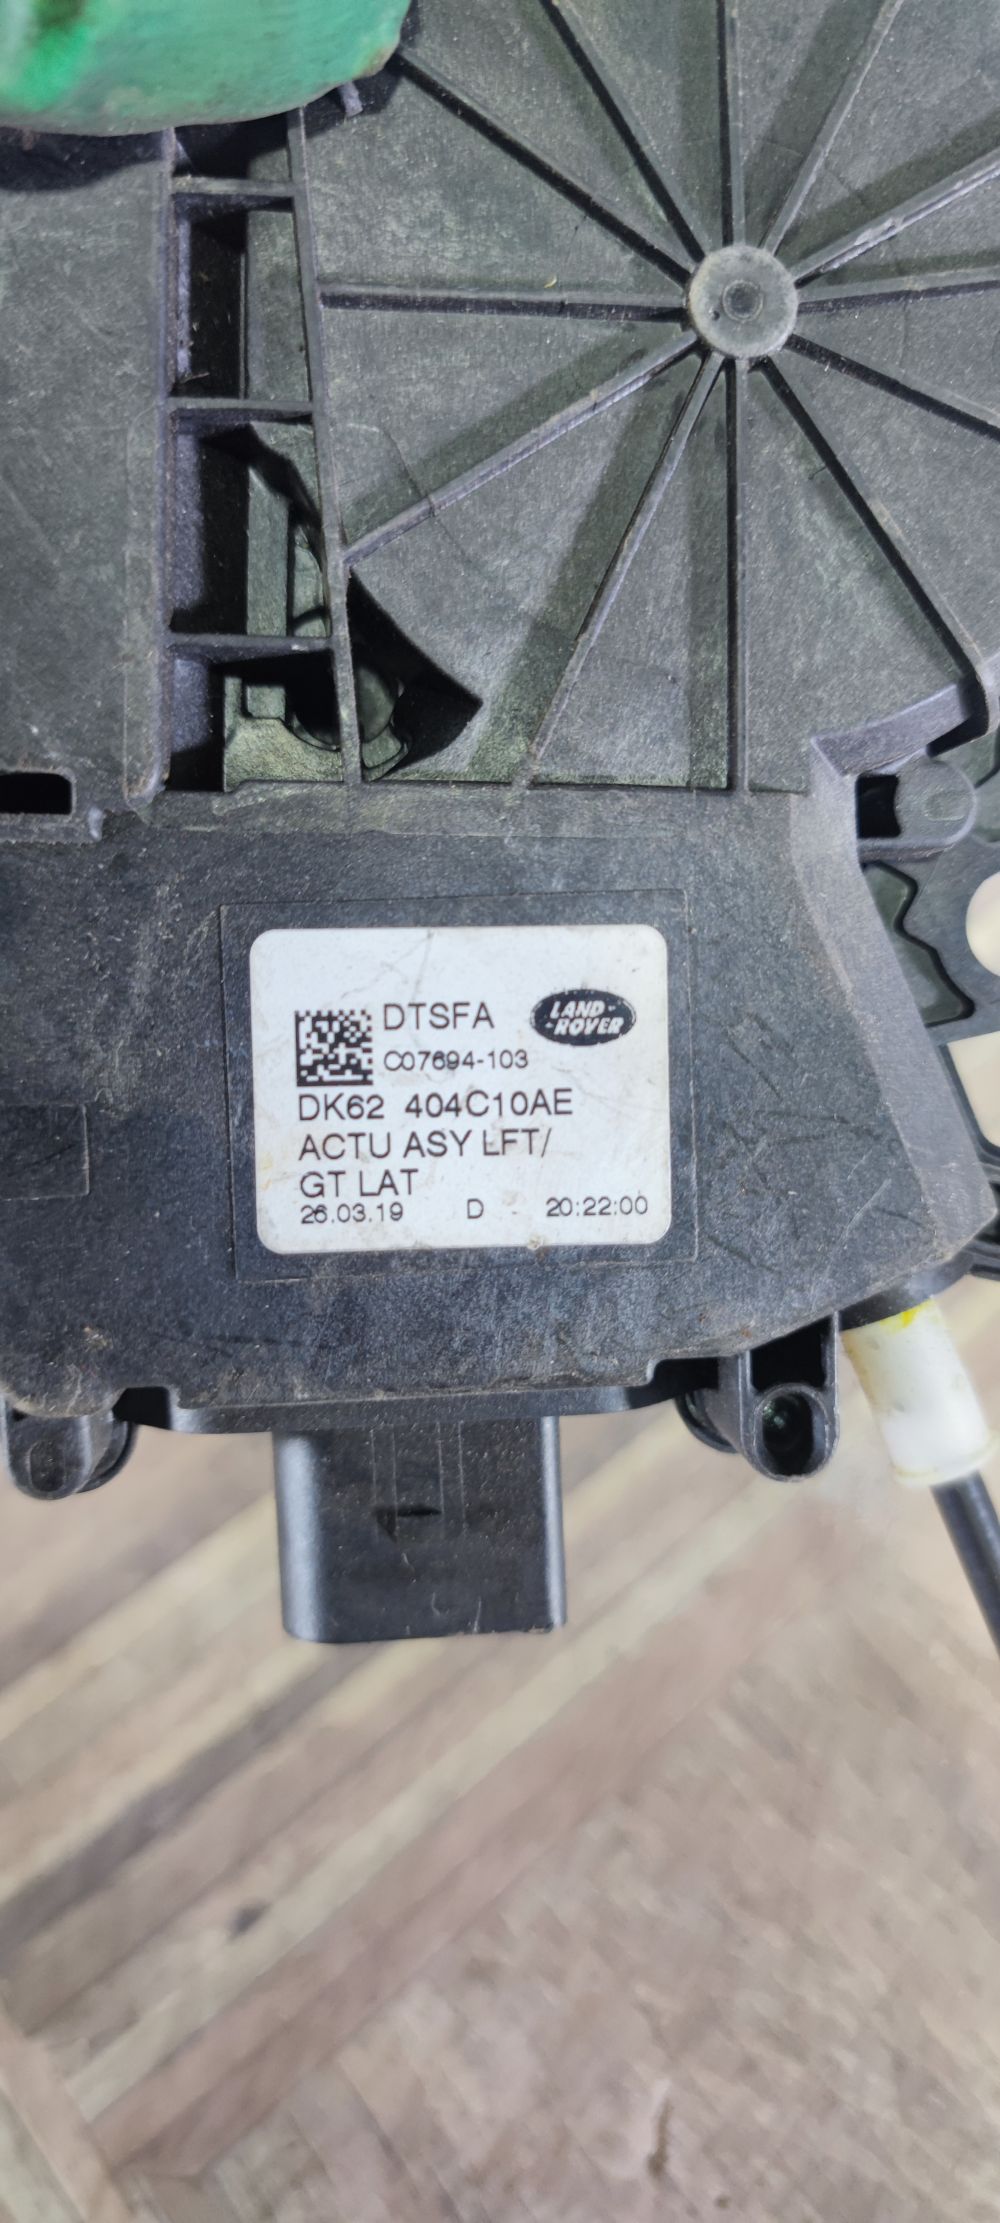 DTSFA
LAND-
-ROVER
C07694-103
DK62 404C10AE
ACTU ASY LFT/
GT LAT
26.03.19 D 20:22:00